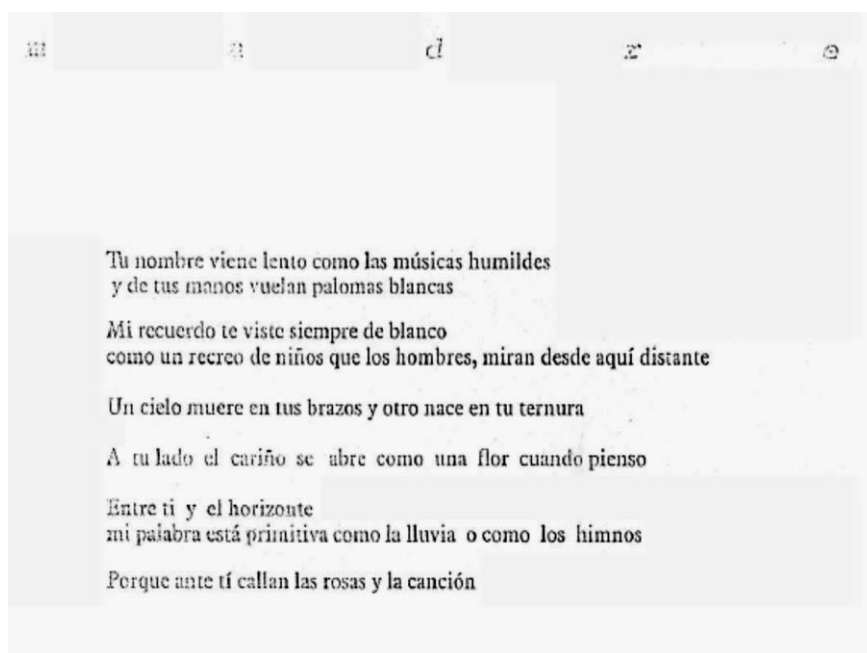 m a d r e
Tu nombre viene lento como las músicas humildes
y de tus manos vuelan palomas blancas
Mi recuerdo te viste siempre de blanco
como un recreo de niños que los hombres, miran desde aquí distante
Un cielo muere en tus brazos y otro nace en tu ternura
A tu lado el cariño se abre como una flor cuando pienso
Entre ti y el horizonte
mi palabra está primitiva como la lluvia o como los himnos
Porque ante tí callan las rosas y la canción